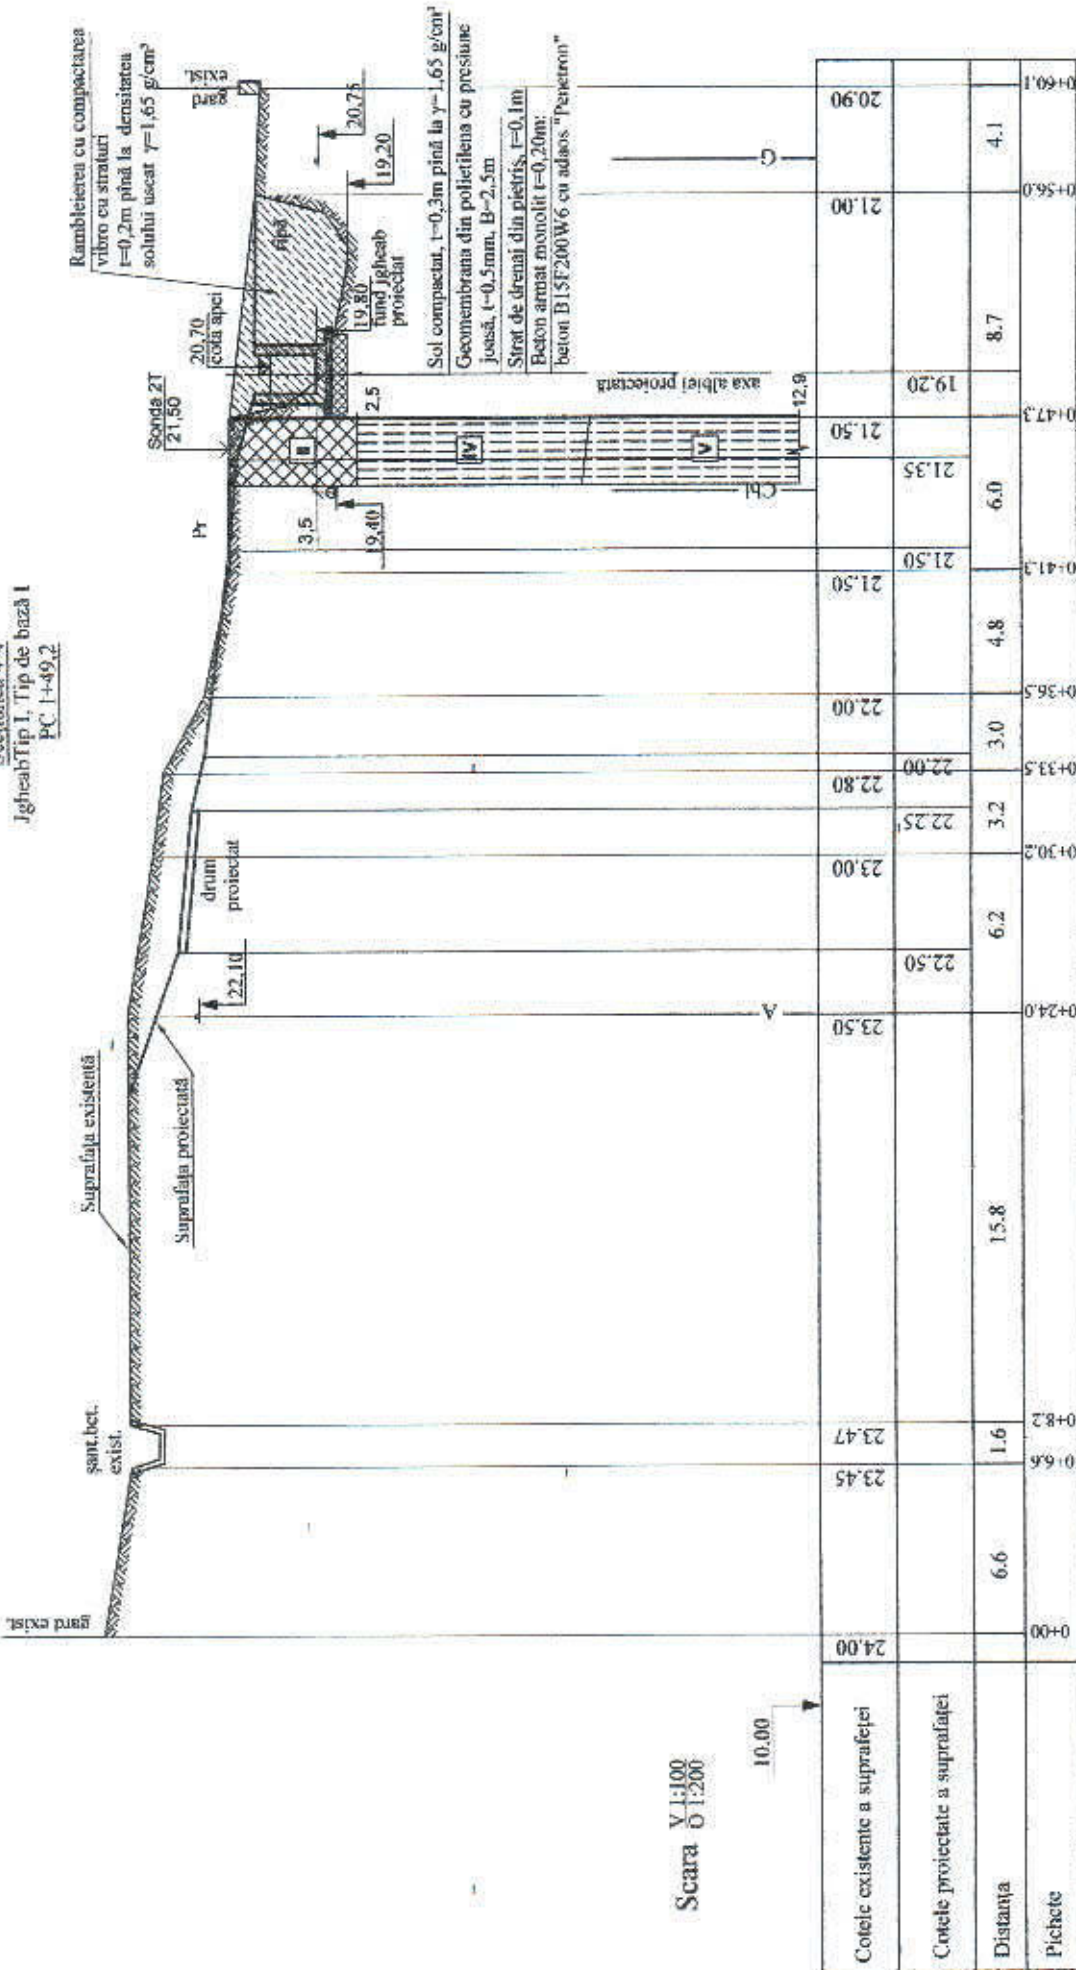 JgheabTip I, Tip de bază I
PC 1+49,2
gard exist.
șant.bet.
exist.
Suprafața existentă
Suprafața proiectată
22,10
drum
proiectat
Pr
Sonda 2T
21,50
20,70
cota apei
Rambleierea cu compactarea
vibro cu straturi
t=0,2m pînă la densitatea
solului uscat γ=1,65 g/cm³
gard
exist.
20,75
19,20
19,80
fund jgheab
proiectat
3,5
19,40
2,5
II
IV
V
12,9
Sol compactat, t=0,3m pînă la γ=1,65 g/cm³
Geomembrana din polietilena cu presiune
joasă, t=0,5mm, B=2,5m
Strat de drenaj din pietriș, t=0,1m
Beton armat monolit t=0,20m:
beton B15F200W6 cu adaos "Penetron"
axa albiei proiectată
A
Cbl
G
Scara V 1:100
O 1:200
10.00
Cotele existente a suprafeței
24.00 23.45 23.47 23.50 23.00 22.80 22.00 21.50 21.50 21.00 20.90
Cotele proiectate a suprafaței
22.50 22.25 22.00 21.50 21.35 19.20
Distanța
6.6 1.6 15.8 6.2 3.2 3.0 4.8 6.0 8.7 4.1
Pichete
0+00 0+6.6 0+8.2 0+24.0 0+30.2 0+33.5 0+36.5 0+41.3 0+47.3 0+56.0 0+60.1